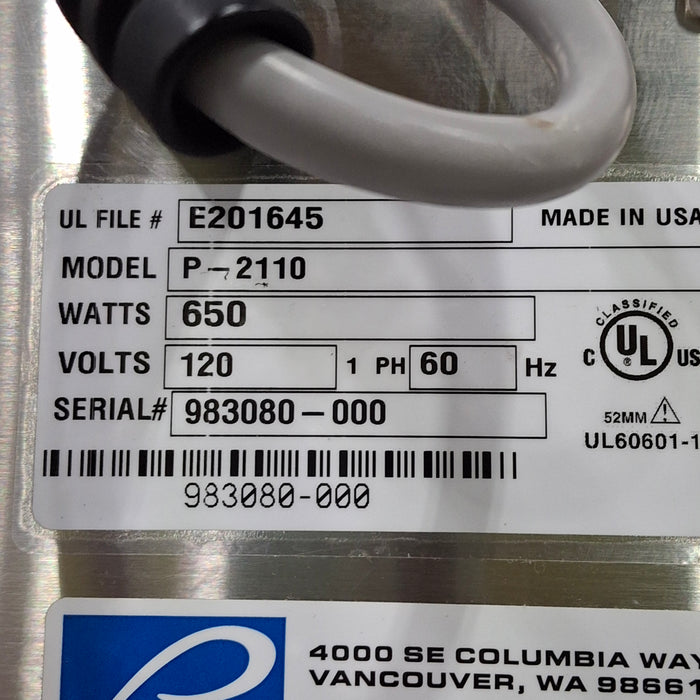 UL FILE # E201645 MADE IN USA
MODEL P-2110
WATTS 650
CLASSIFIED
VOLTS 120 1 PH 60 Hz
C UL ® US
SERIAL# 983080-000
52MM
UL60601-1
983080-000
4000 SE COLUMBIA WAY
VANCOUVER, WA 98661